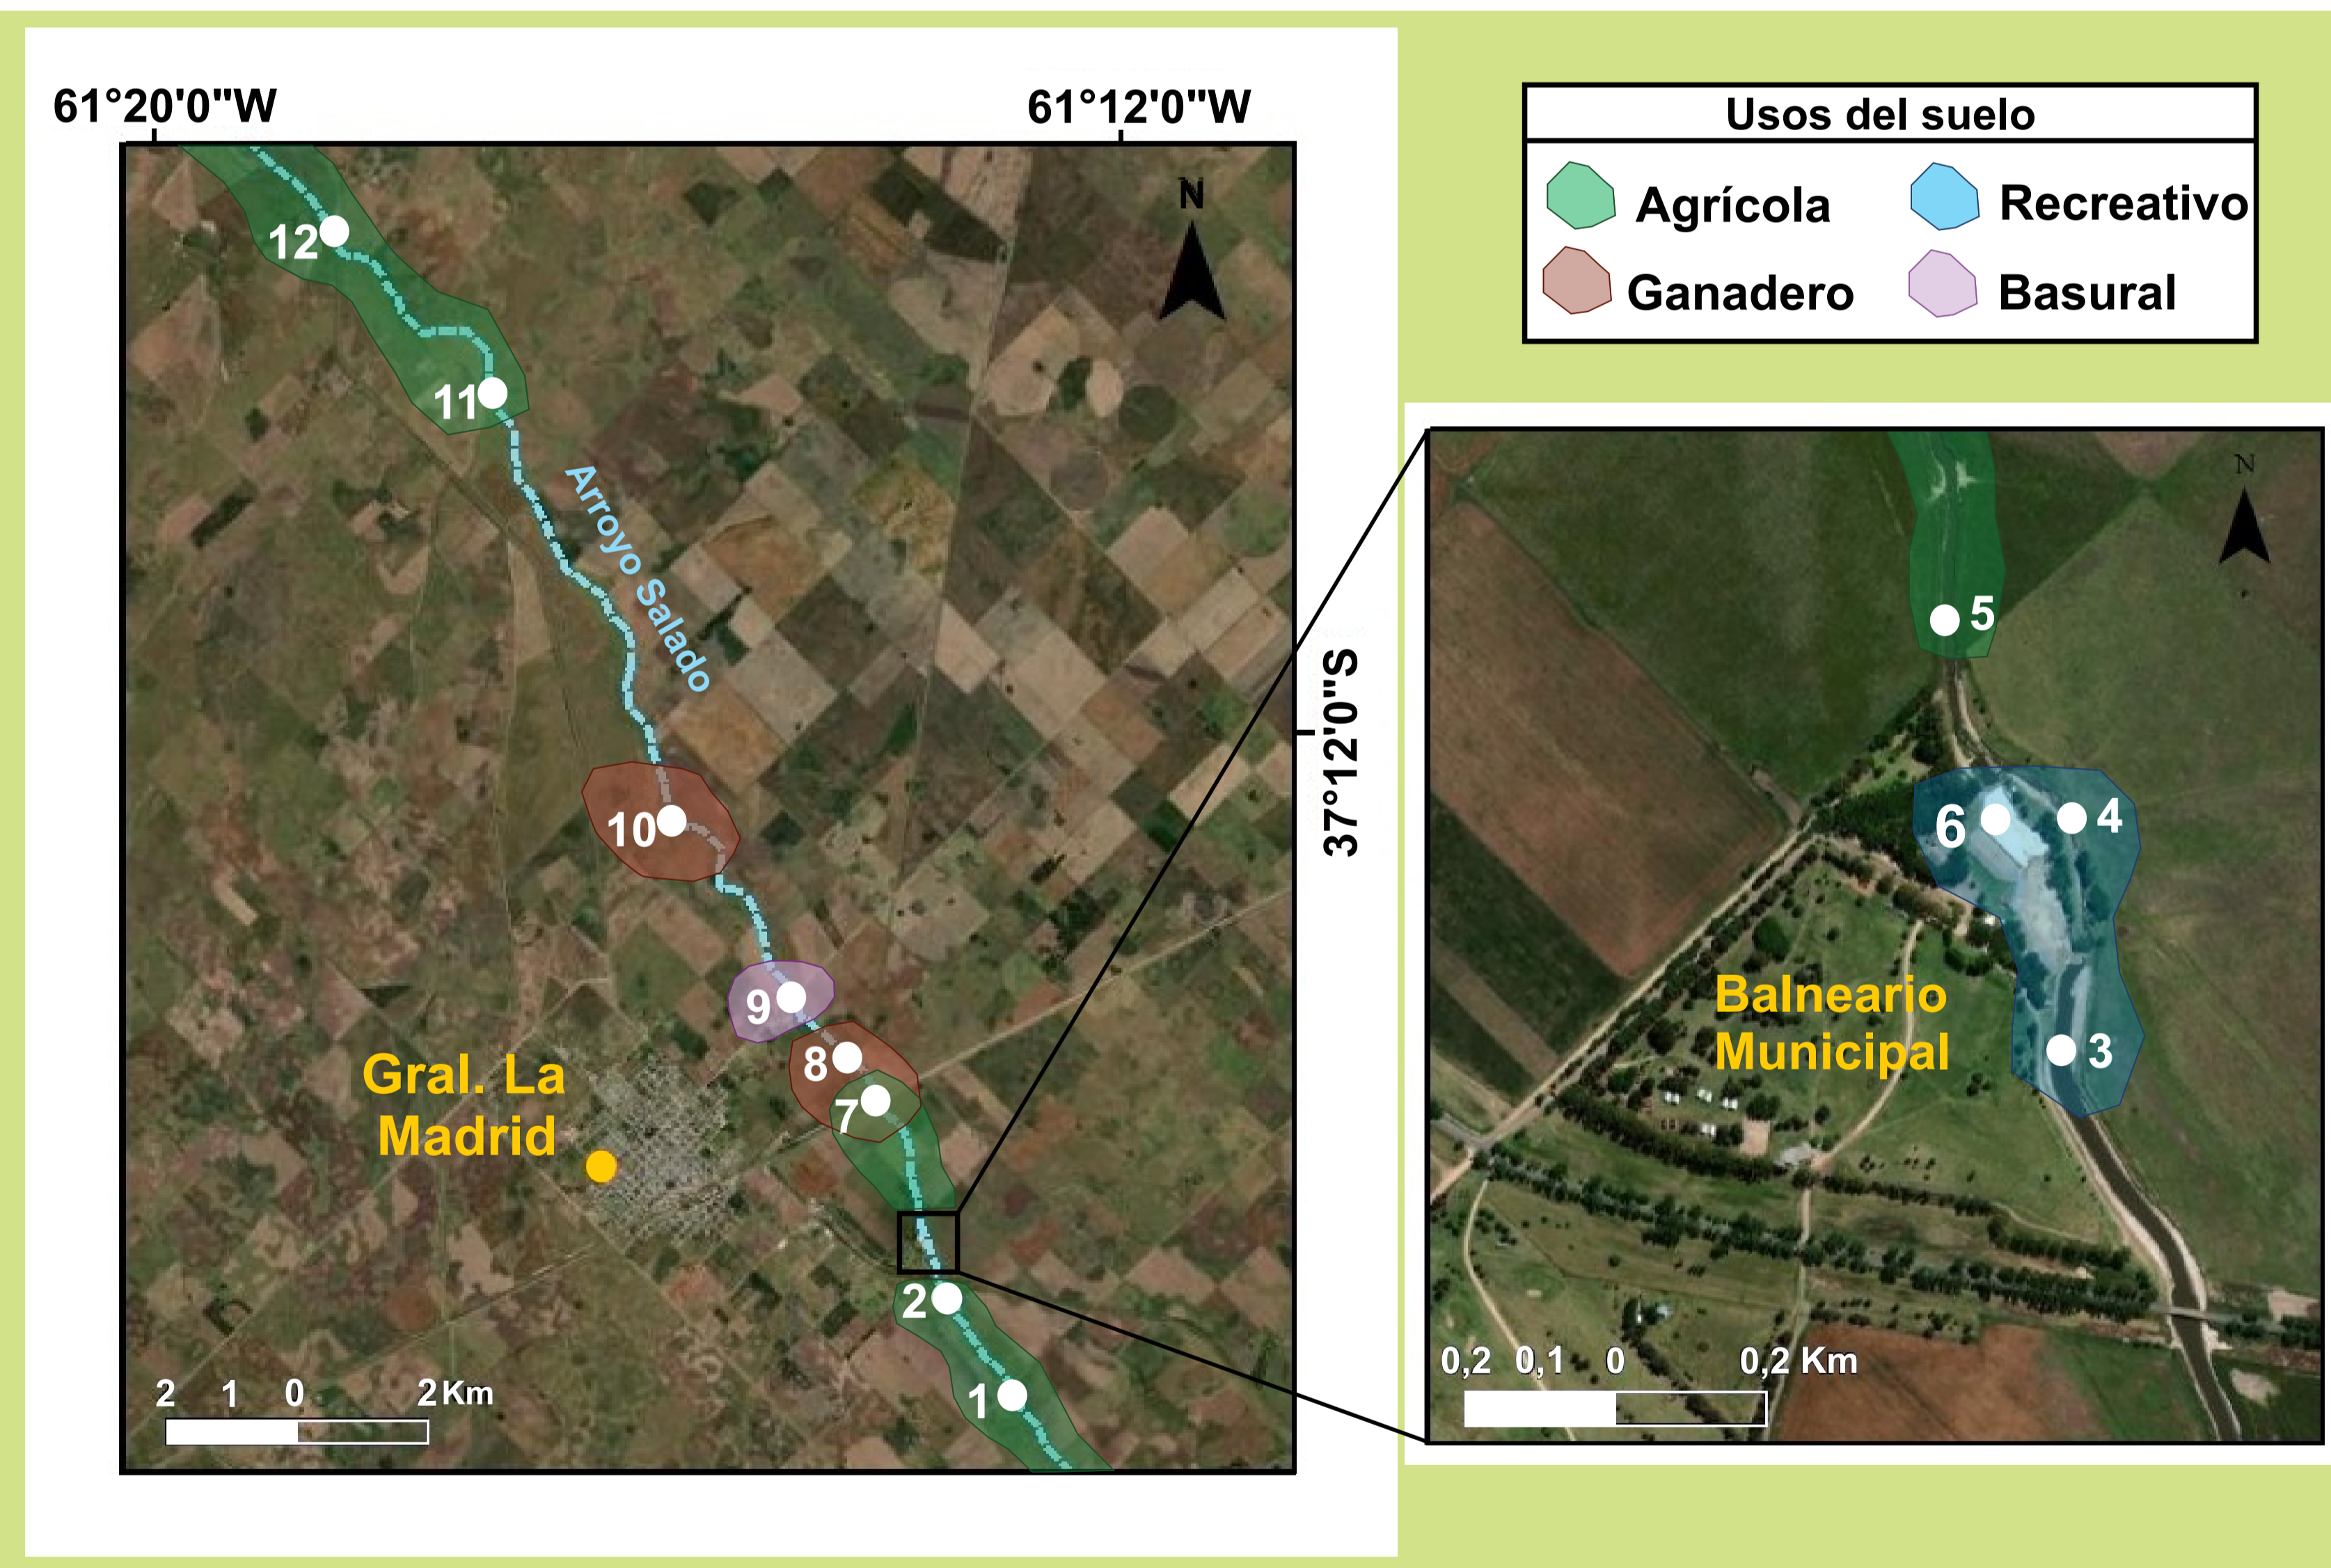 61°20'0"W
61°12'0"W
N
12
11
Arroyo Salado
37°12'0"S
10
9
8
7
Gral. La
Madrid
2
1
2 1 0 2 Km
Usos del suelo
Agrícola
Recreativo
Ganadero
Basural
N
5
6
4
Balneario
Municipal
3
0,2 0,1 0 0,2 Km